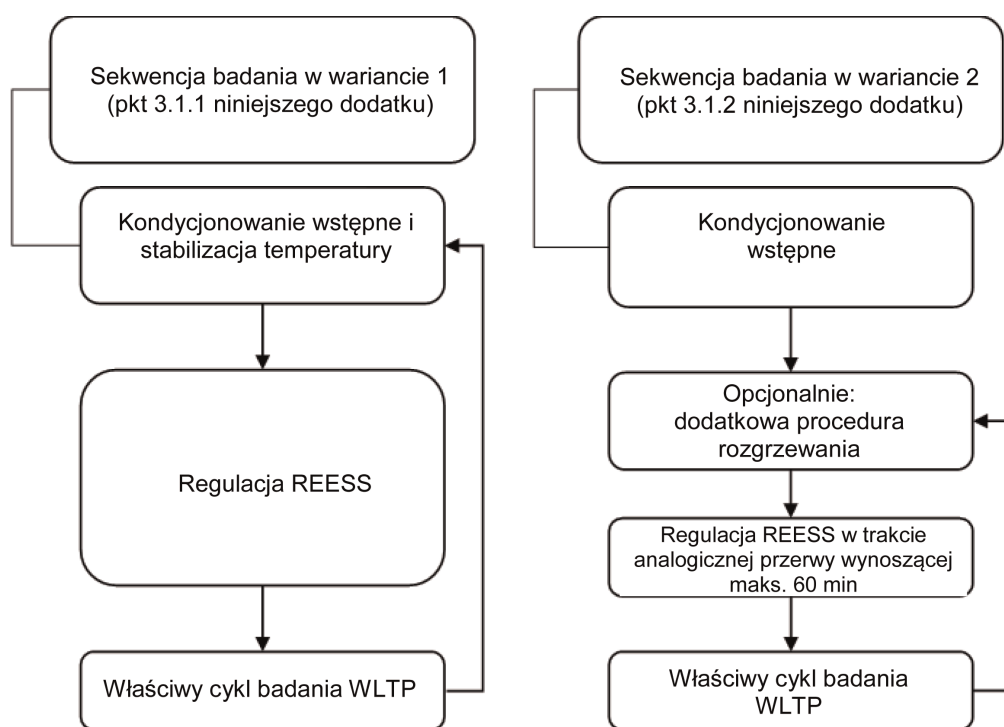 Sekwencja badania w wariancie 1
(pkt 3.1.1 niniejszego dodatku)
Kondycjonowanie wstępne i
stabilizacja temperatury
Regulacja REESS
Właściwy cykl badania WLTP
Sekwencja badania w wariancie 2
(pkt 3.1.2 niniejszego dodatku)
Kondycjonowanie
wstępne
Opcjonalnie:
dodatkowa procedura
rozgrzewania
Regulacja REESS w trakcie
analogicznej przerwy wynoszącej
maks. 60 min
Właściwy cykl badania
WLTP